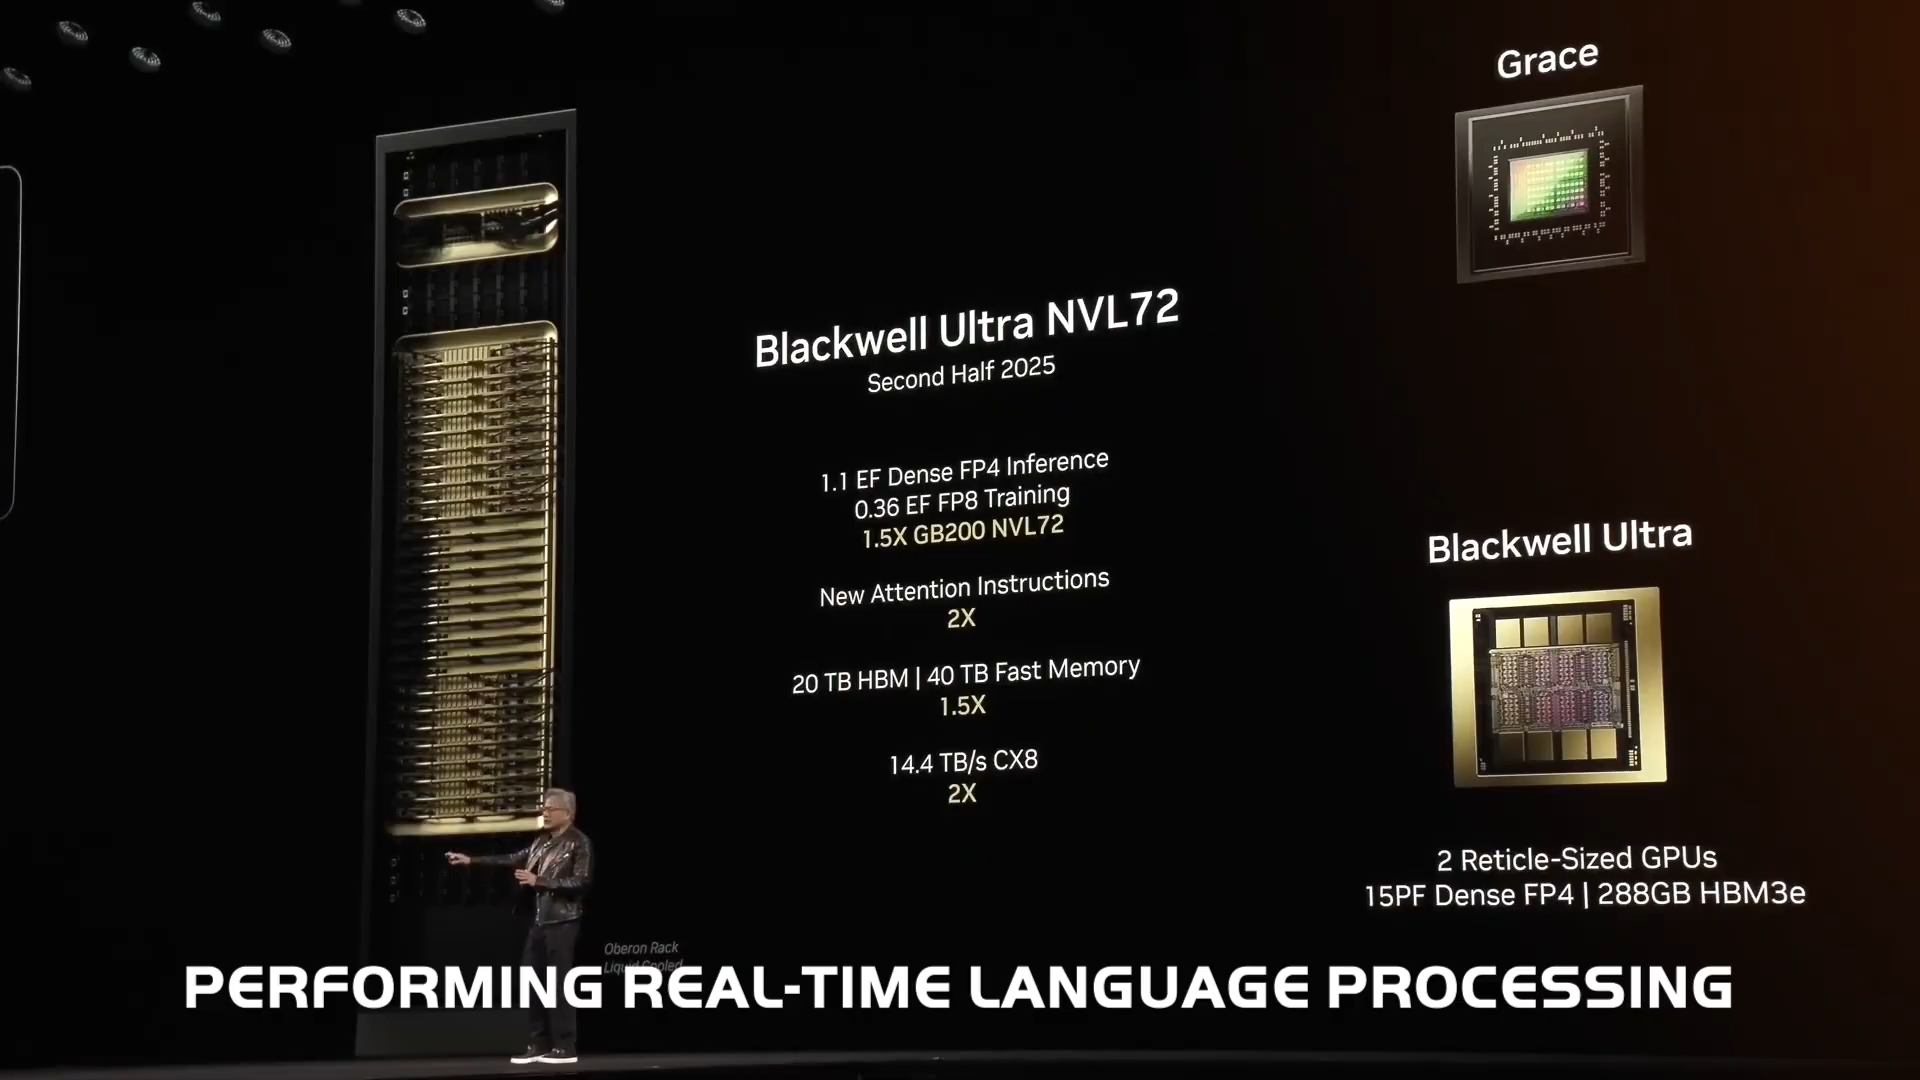 Grace
Blackwell Ultra NVL72
Second Half 2025
1.1 EF Dense FP4 Inference
0.36 EF FP8 Training
1.5X GB200 NVL72
New Attention Instructions
2X
20 TB HBM | 40 TB Fast Memory
1.5X
14.4 TB/s CX8
2X
Blackwell Ultra
2 Reticle-Sized GPUs
15PF Dense FP4 | 288GB HBM3e
Oberon Rack
Liquid Cooled
PERFORMING REAL-TIME LANGUAGE PROCESSING